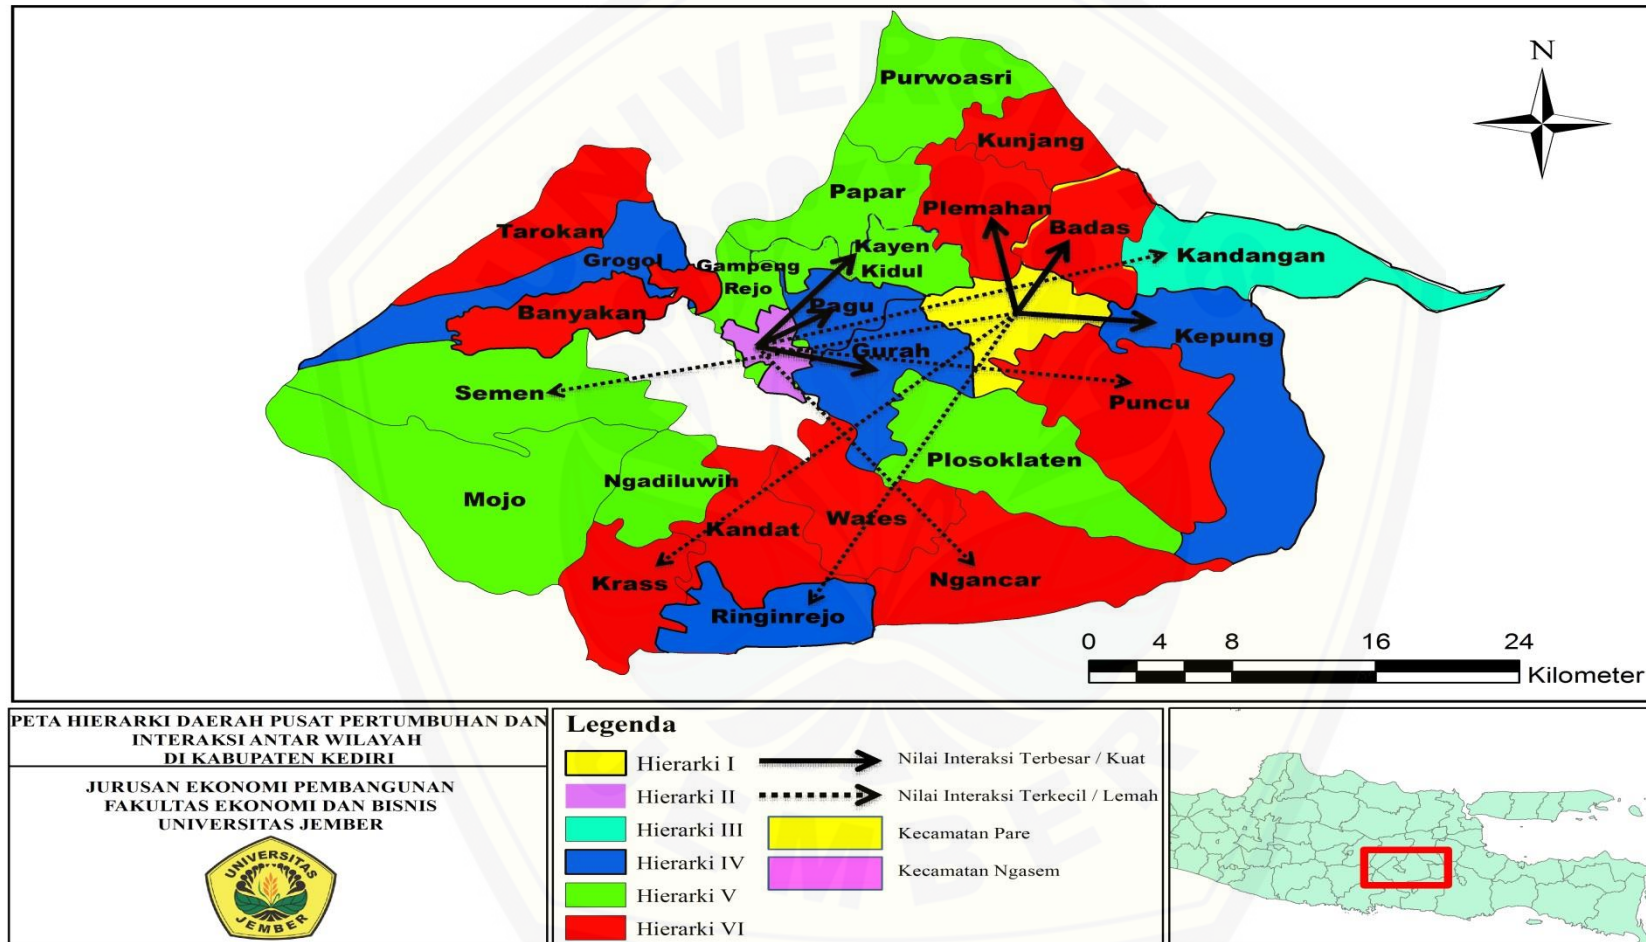 Purwoasri
N
Kunjang
Papar
Plemahan
Badas
Tarokan
Kayen
Kidul
Kandangan
Grogol
Gampeng
Rejo
Pagu
Banyakan
Kepung
Gurah
Semen
Puncu
Plosoklaten
Ngadiluwih
Mojo
Kandat
Wates
Krass
Ngancar
Ringinrejo
0 4 8 16 24
Kilometer
PETA HIERARKI DAERAH PUSAT PERTUMBUHAN DAN
INTERAKSI ANTAR WILAYAH
DI KABUPATEN KEDIRI
JURUSAN EKONOMI PEMBANGUNAN
FAKULTAS EKONOMI DAN BISNIS
UNIVERSITAS JEMBER
UNIVERSITAS
JEMBER
Legenda
Hierarki I
Hierarki II
Hierarki III
Hierarki IV
Hierarki V
Hierarki VI
Nilai Interaksi Terbesar / Kuat
Nilai Interaksi Terkecil / Lemah
Kecamatan Pare
Kecamatan Ngasem
UNIVERSITAS
JEMBER